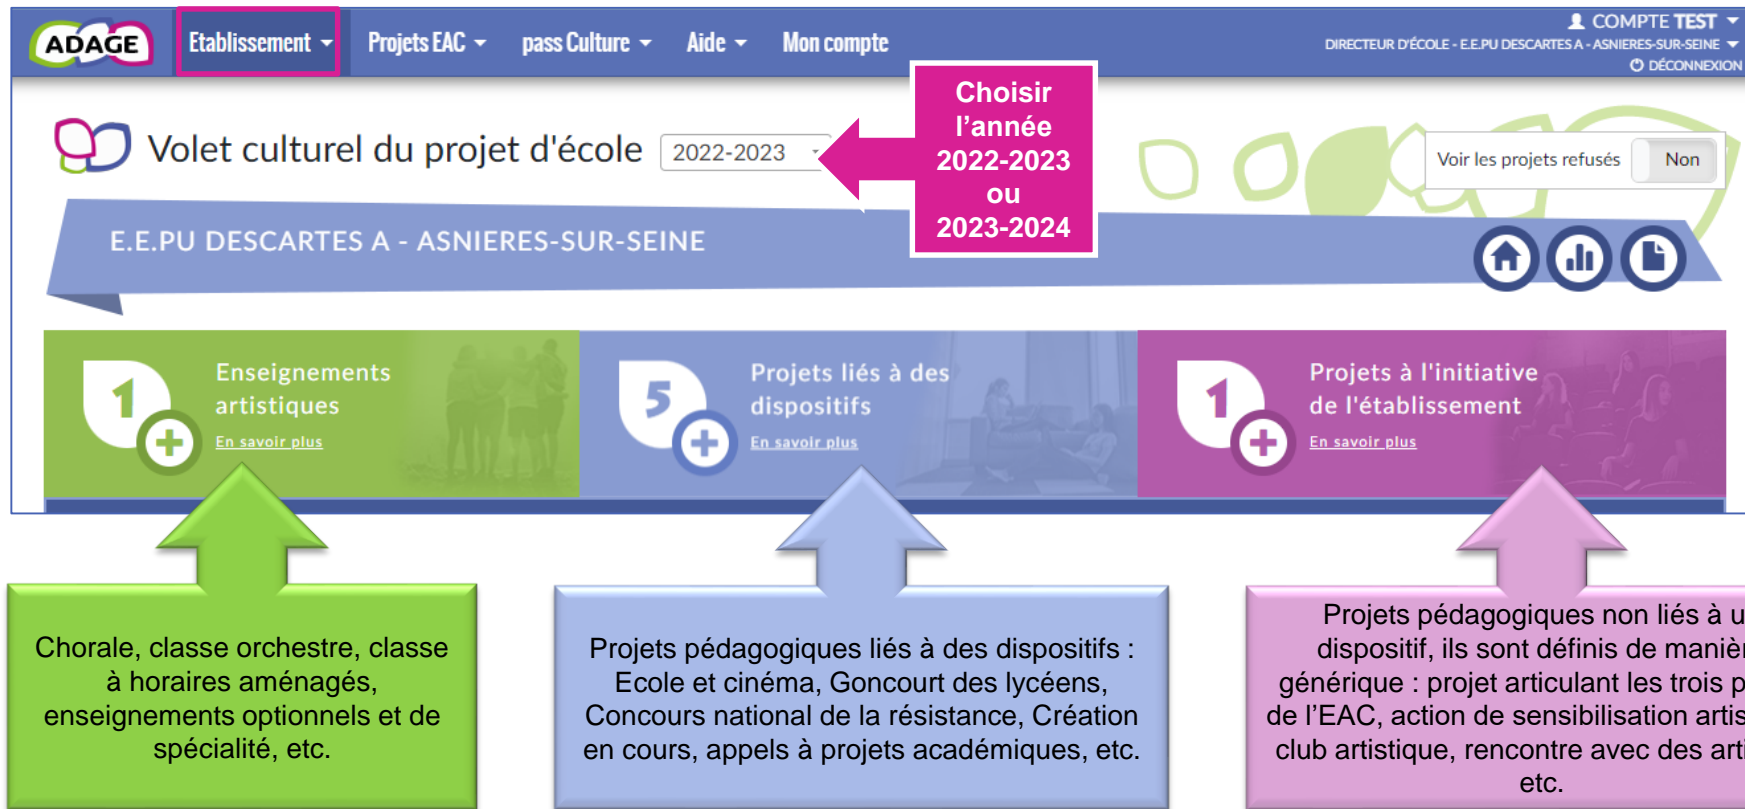 ADAGE
Etablissement
Projets EAC
pass Culture
Aide
Mon compte
COMPTE TEST
DIRECTEUR D'ÉCOLE - E.E.PU DESCARTES A - ASNIERES-SUR-SEINE
DÉCONNEXION
Volet culturel du projet d'école
2022-2023
Choisir
l’année
2022-2023
ou
2023-2024
Voir les projets refusés
Non
E.E.PU DESCARTES A - ASNIERES-SUR-SEINE
1
Enseignements
artistiques
En savoir plus
5
Projets liés à des
dispositifs
En savoir plus
1
Projets à l'initiative
de l'établissement
En savoir plus
Chorale, classe orchestre, classe
à horaires aménagés,
enseignements optionnels et de
spécialité, etc.
Projets pédagogiques liés à des dispositifs :
Ecole et cinéma, Goncourt des lycéens,
Concours national de la résistance, Création
en cours, appels à projets académiques, etc.
Projets pédagogiques non liés à u
dispositif, ils sont définis de maniè
générique : projet articulant les trois p
de l’EAC, action de sensibilisation artis
club artistique, rencontre avec des arti
etc.